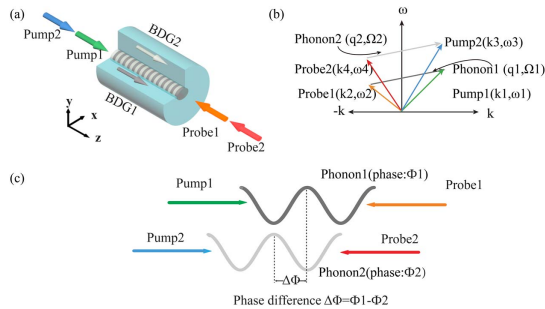 (a)
Pump2
Pump1
BDG2
BDG1
Probe1
Probe2
y
x
z
(b)
ω
Phonon2 (q2,Ω2)
Pump2(k3,ω3)
Probe2(k4,ω4)
Phonon1 (q1,Ω1)
Probe1(k2,ω2)
Pump1(k1,ω1)
-k
k
(c)
Phonon1(phase:Φ1)
Pump1
Probe1
Pump2
Probe2
ΔΦ
Phonon2(phase:Φ2)
Phase difference ΔΦ=Φ1-Φ2